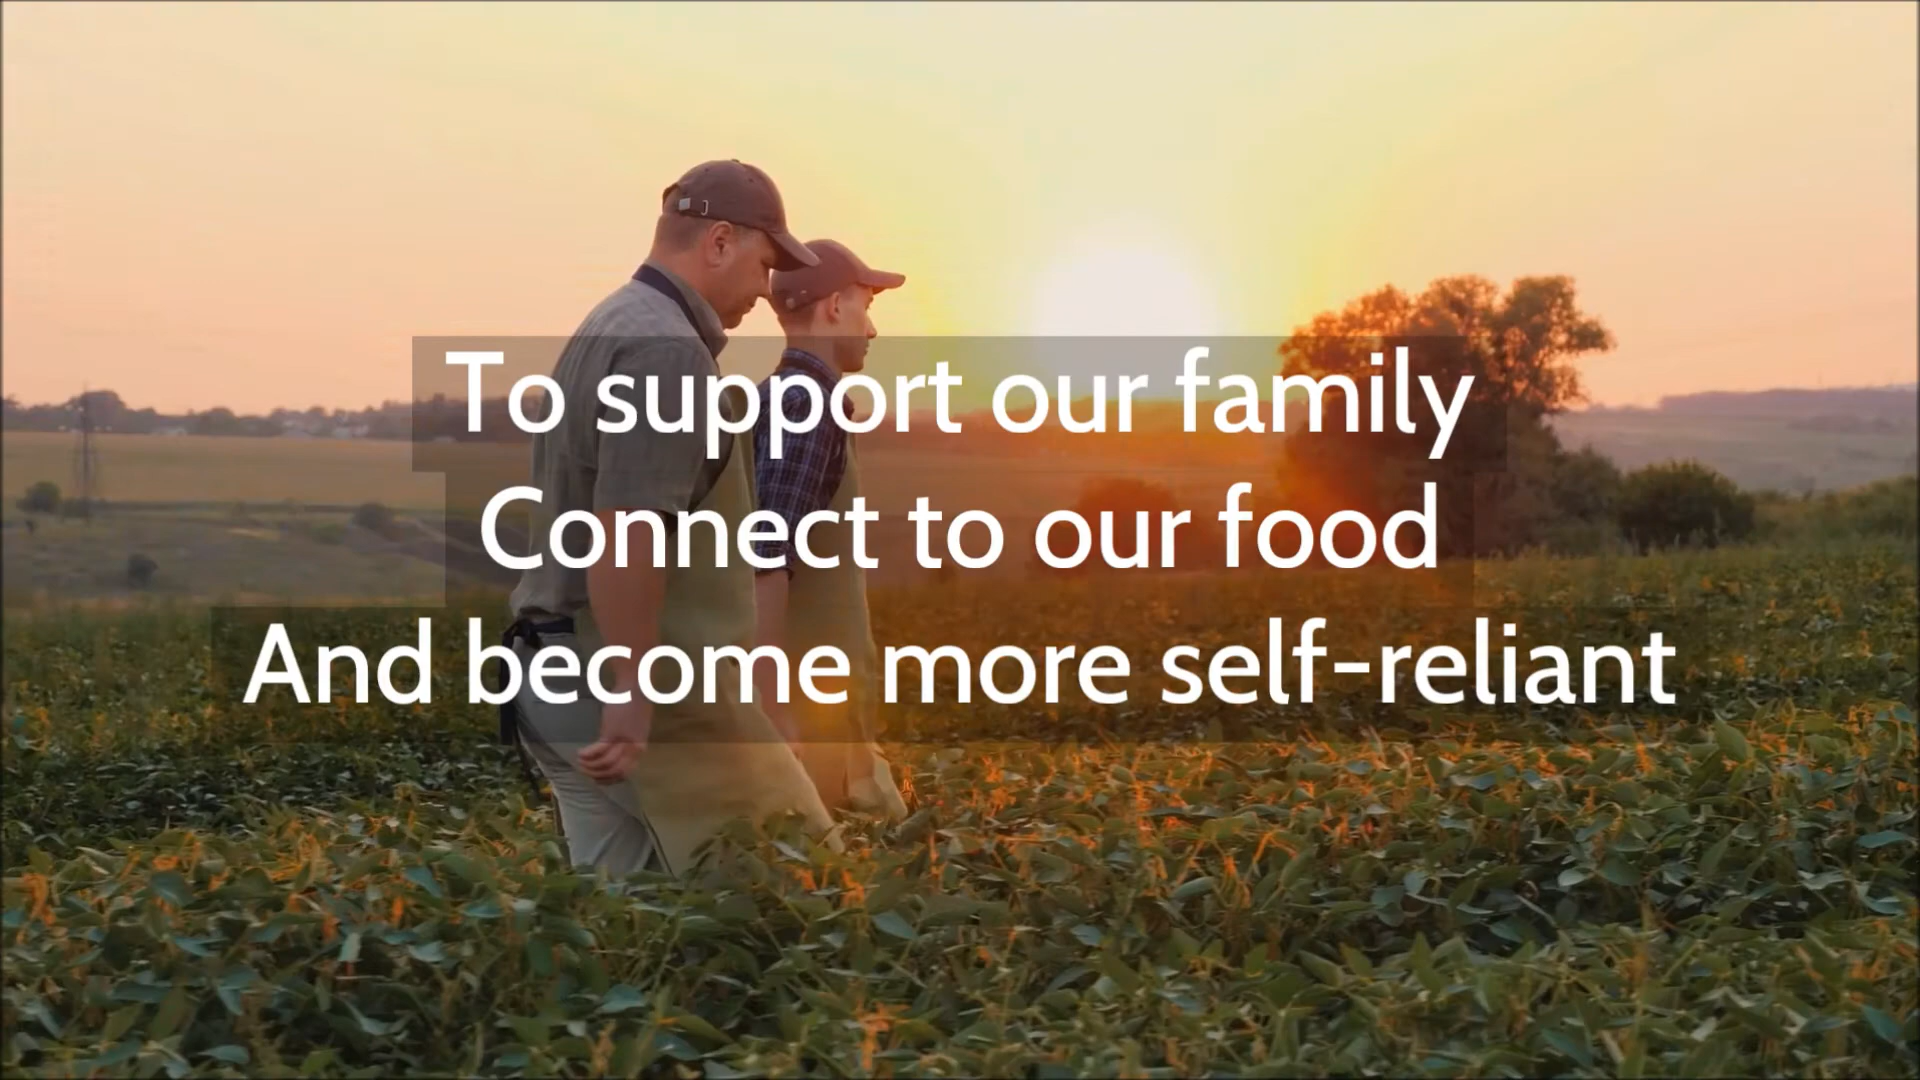 To support our family
Connect to our food
And become more self-reliant